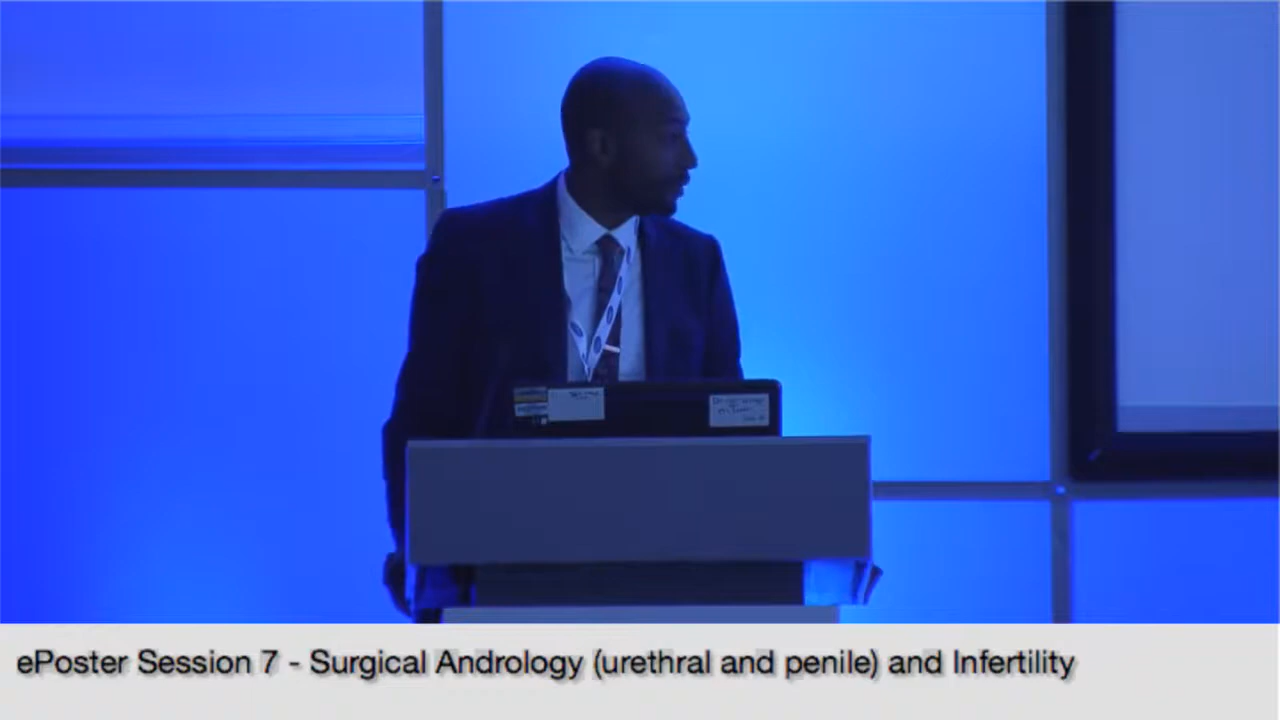 ePoster Session 7 - Surgical Andrology (urethral and penile) and Infertility